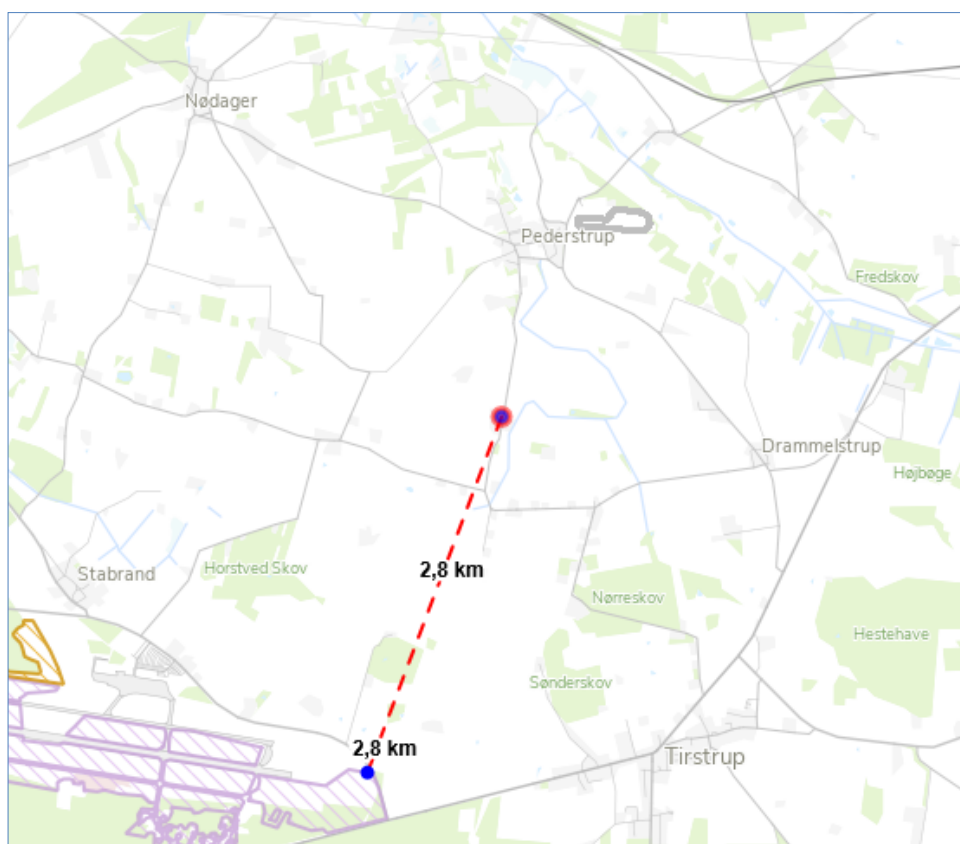 Nødager
Pederstrup
Fredskov
Drammelstrup
Højbøge
2,8 km
Horstved Skov
Stabrand
Nørreskov
Hestehave
Sønderskov
2,8 km
Tirstrup